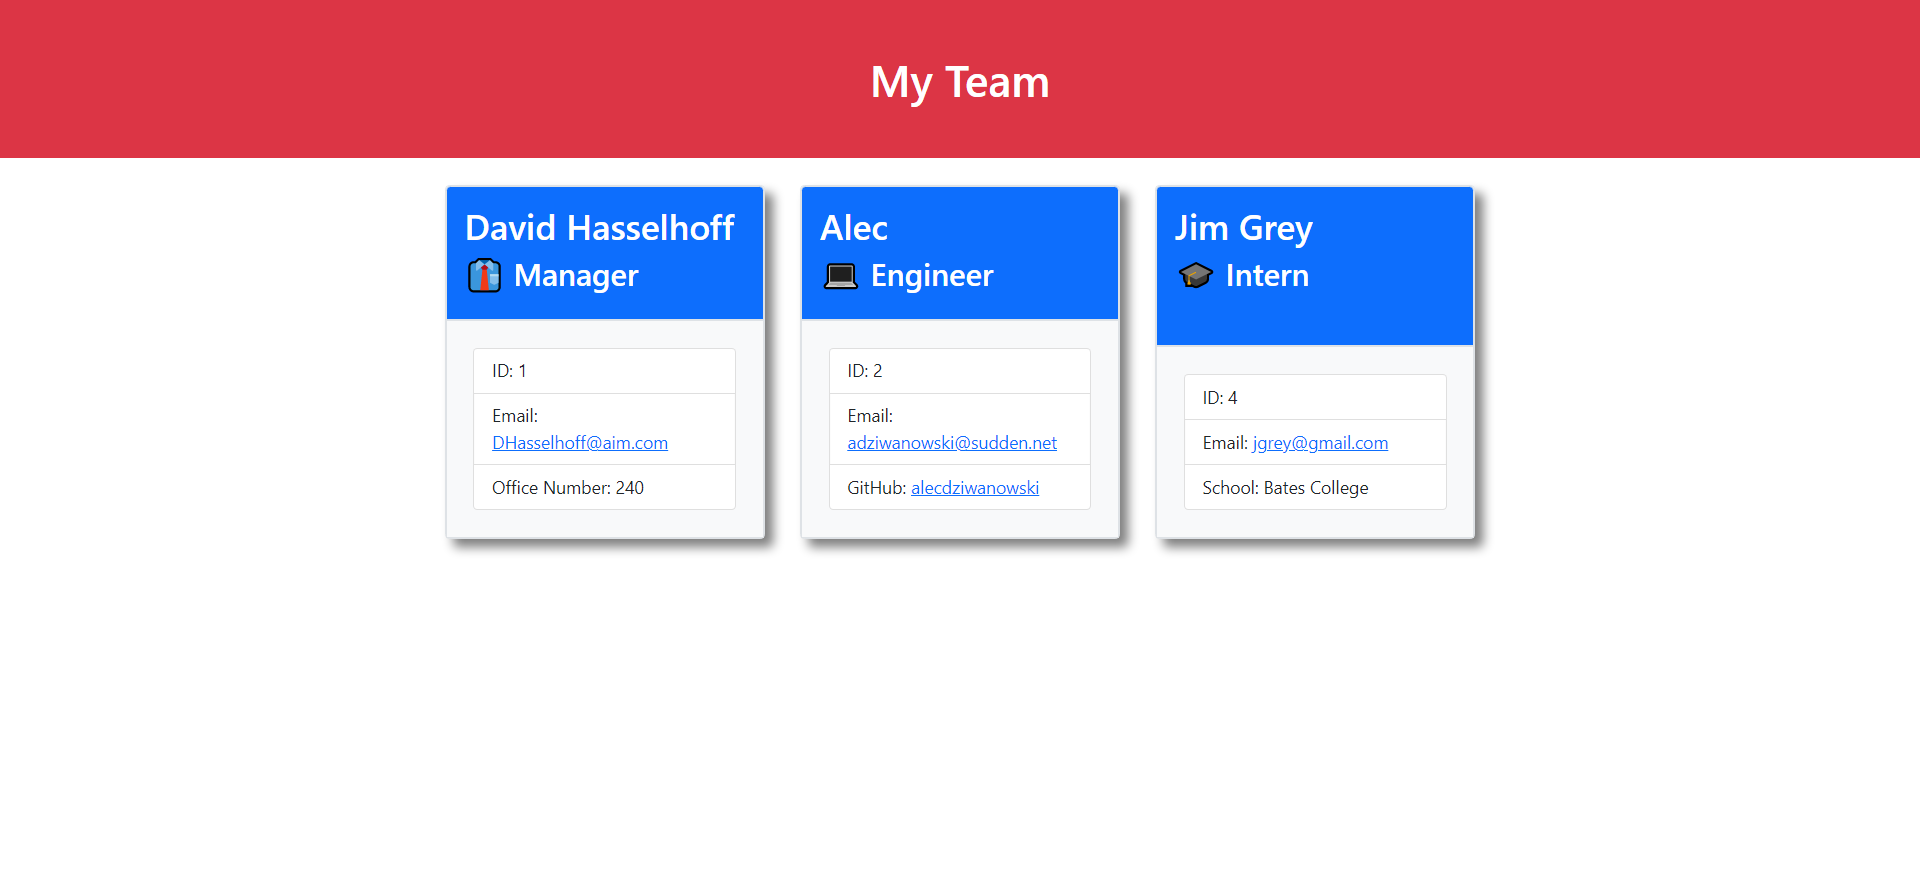 My Team
David Hasselhoff
Manager
ID: 1
Email:
DHasselhoff@aim.com
Office Number: 240
Alec
Engineer
ID: 2
Email:
adziwanowski@sudden.net
GitHub: alecdziwanowski
Jim Grey
Intern
ID: 4
Email: jgrey@gmail.com
School: Bates College